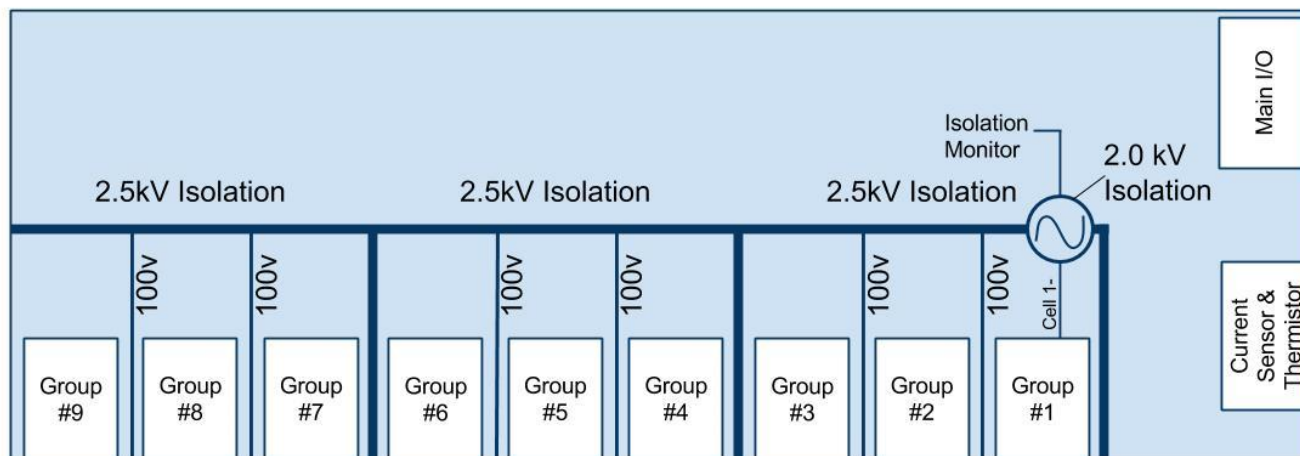 Main I/O
Isolation
Monitor
2.0 kV
Isolation
2.5kV Isolation
2.5kV Isolation
2.5kV Isolation
100v
100v
100v
100v
100v
100v
Cell 1-
Current
Sensor &
Thermistor
Group
#9
Group
#8
Group
#7
Group
#6
Group
#5
Group
#4
Group
#3
Group
#2
Group
#1